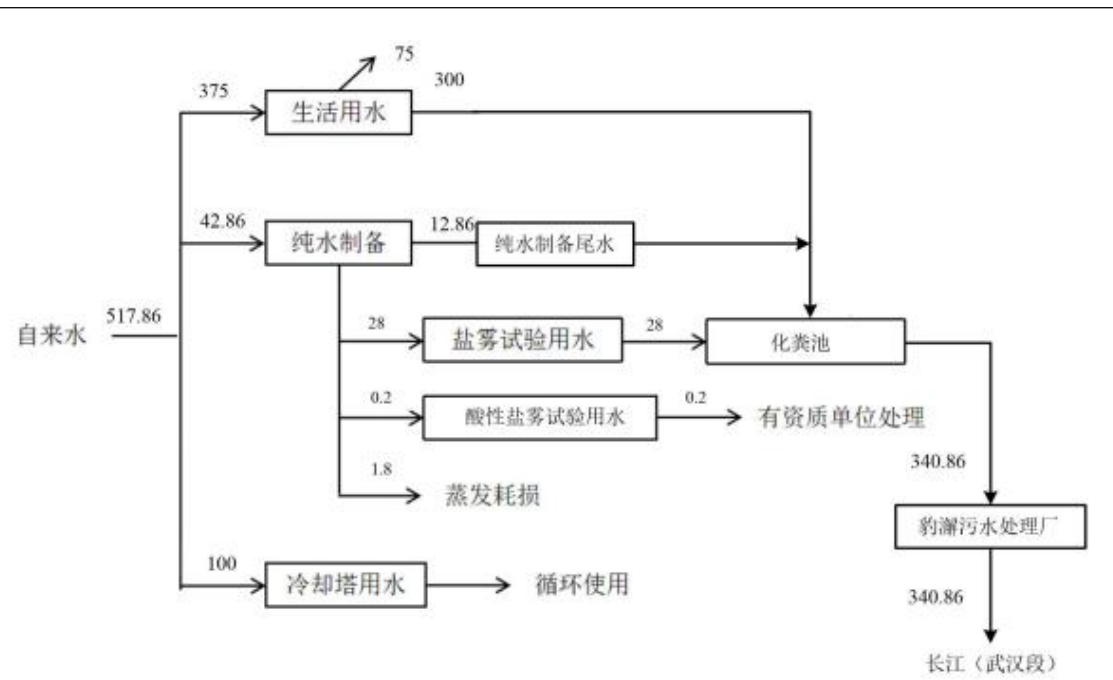 75
375
300
生活用水
42.86
12.86
纯水制备
纯水制备尾水
自来水
517.86
28
盐雾试验用水
28
化粪池
0.2
酸性盐雾试验用水
0.2
有资质单位处理
1.8
蒸发耗损
340.86
豹澥污水处理厂
100
冷却塔用水
循环使用
340.86
长江（武汉段）